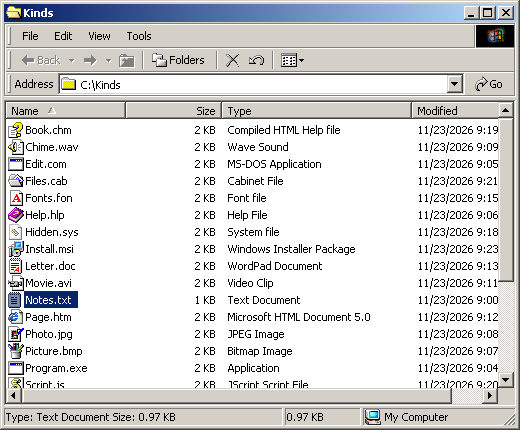 Kinds
File Edit View Tools
Back Folders
Address C:\Kinds Go
Name Size Type Modified
Book.chm 2 KB Compiled HTML Help file 11/23/2026 9:19
Chime.wav 2 KB Wave Sound 11/23/2026 9:09
Edit.com 2 KB MS-DOS Application 11/23/2026 9:05
Files.cab 2 KB Cabinet File 11/23/2026 9:21
Fonts.fon 2 KB Font file 11/23/2026 9:15
Help.hlp 2 KB Help File 11/23/2026 9:06
Hidden.sys 2 KB System file 11/23/2026 9:18
Install.msi 2 KB Windows Installer Package 11/23/2026 9:23
Letter.doc 2 KB WordPad Document 11/23/2026 9:13
Movie.avi 2 KB Video Clip 11/23/2026 9:11
Notes.txt 1 KB Text Document 11/23/2026 9:00
Page.htm 2 KB Microsoft HTML Document 5.0 11/23/2026 9:12
Photo.jpg 2 KB JPEG Image 11/23/2026 9:08
Picture.bmp 2 KB Bitmap Image 11/23/2026 9:07
Program.exe 2 KB Application 11/23/2026 9:04
Script.js 2 KB JScript Script File 11/23/2026 9:20
Type: Text Document Size: 0.97 KB 0.97 KB My Computer